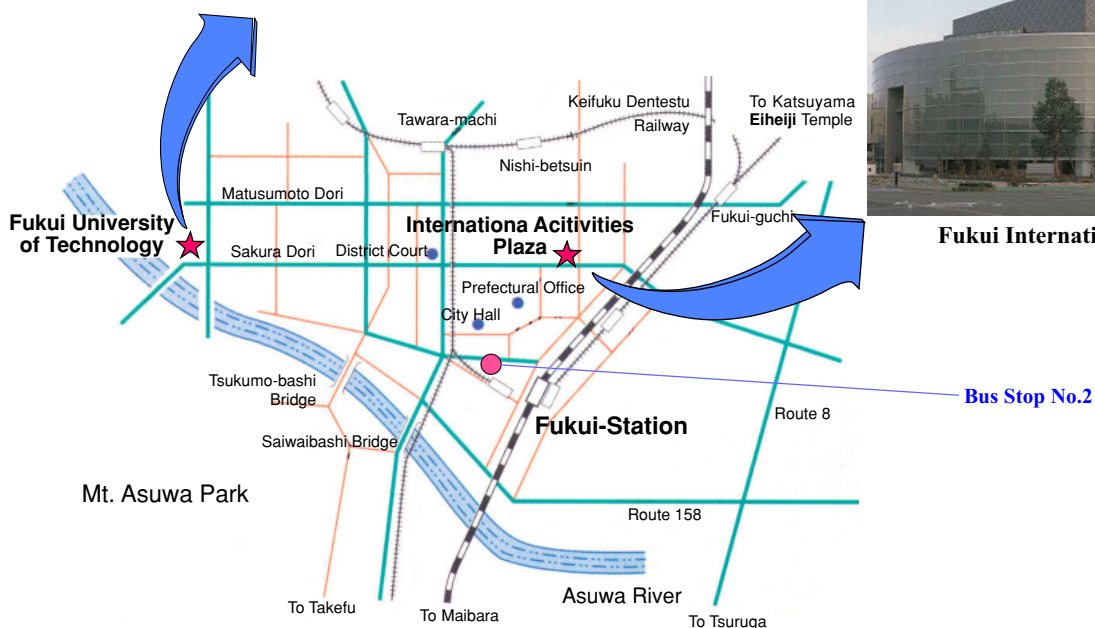 Keifuku Dentestu
Railway
To Katsuyama
Eiheiji Temple
Tawara-machi
Nishi-betsuin
Matusumoto Dori
Fukui-guchi
Fukui University
of Technology
Internationa Acitivities
Plaza
Fukui Internati
Sakura Dori
District Court
Prefectural Office
City Hall
Tsukumo-bashi
Bridge
Bus Stop No.2
Route 8
Fukui-Station
Saiwaibashi Bridge
Mt. Asuwa Park
Route 158
Asuwa River
To Takefu
To Maibara
To Tsuruga